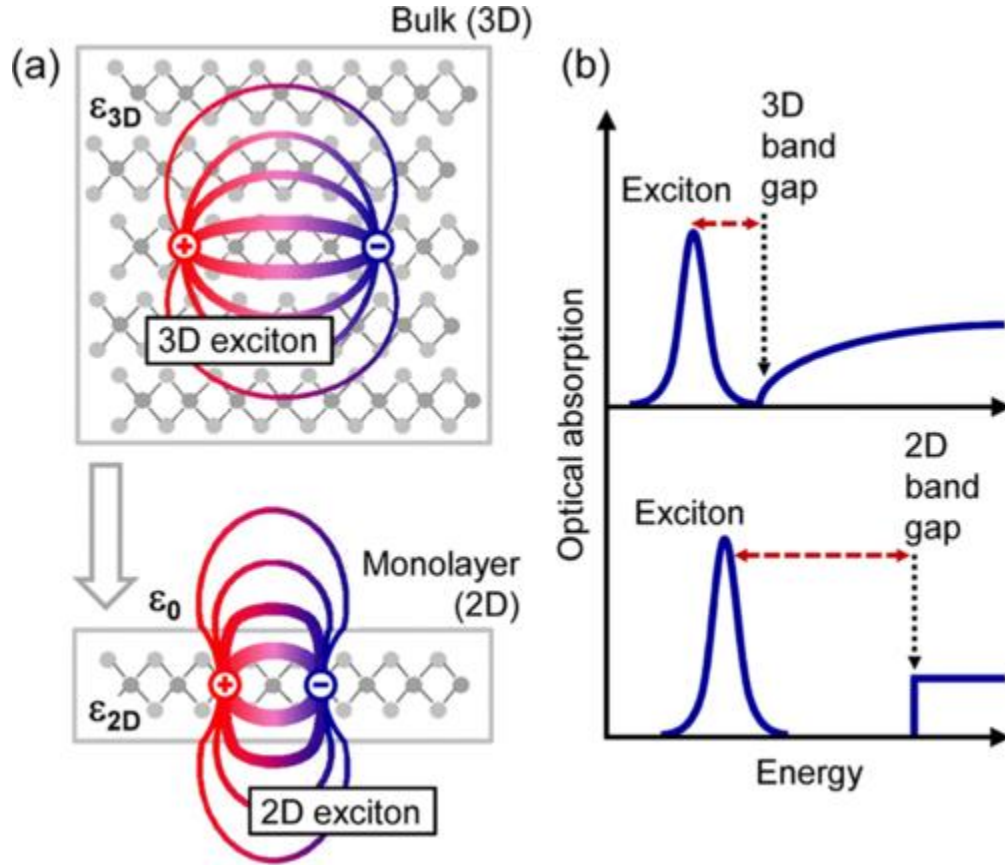 Bulk (3D)
(a)
ε3D
+
−
3D exciton
Monolayer
(2D)
ε0
+
−
ε2D
2D exciton
(b)
3D
band
gap
Exciton
Optical absorption
2D
band
gap
Exciton
Energy